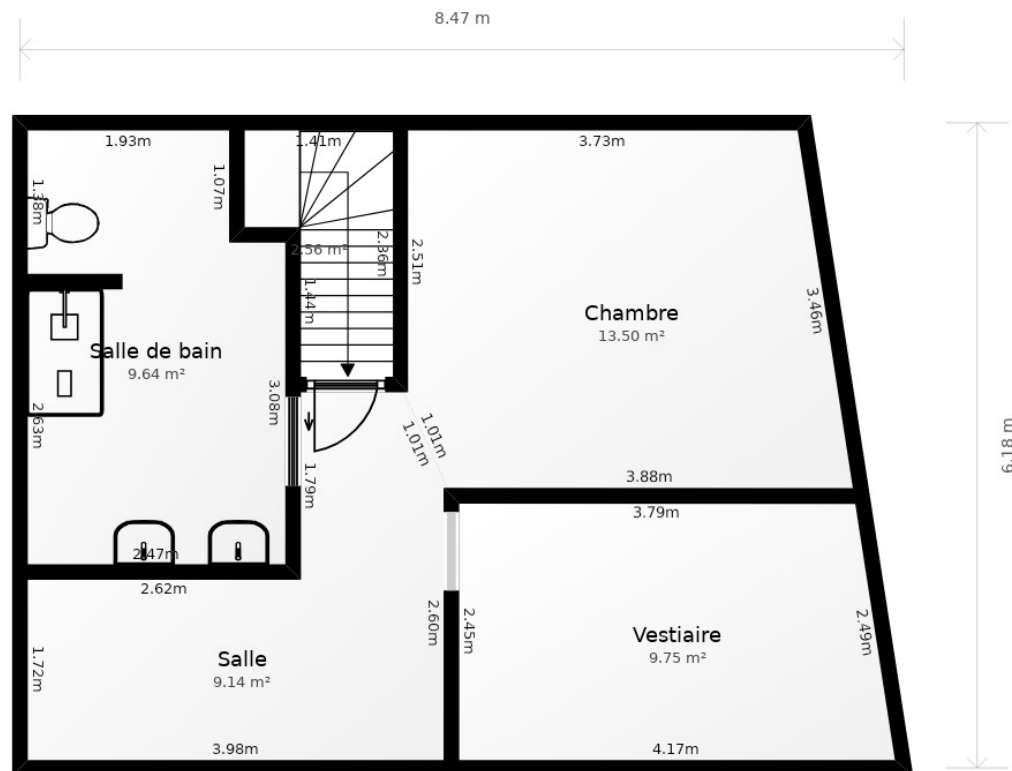 8.47 m
1.93m
1.41m
3.73m
1.38m
1.07m
2.56 m²
2.36m
2.51m
1.44m
3.46m
Chambre
13.50 m²
Salle de bain
9.64 m²
3.08m
2.63m
1.01m
1.01m
6.18 m
1.79m
3.88m
3.79m
2.47m
2.62m
2.60m
2.45m
2.49m
Vestiaire
9.75 m²
Salle
9.14 m²
1.72m
3.98m
4.17m